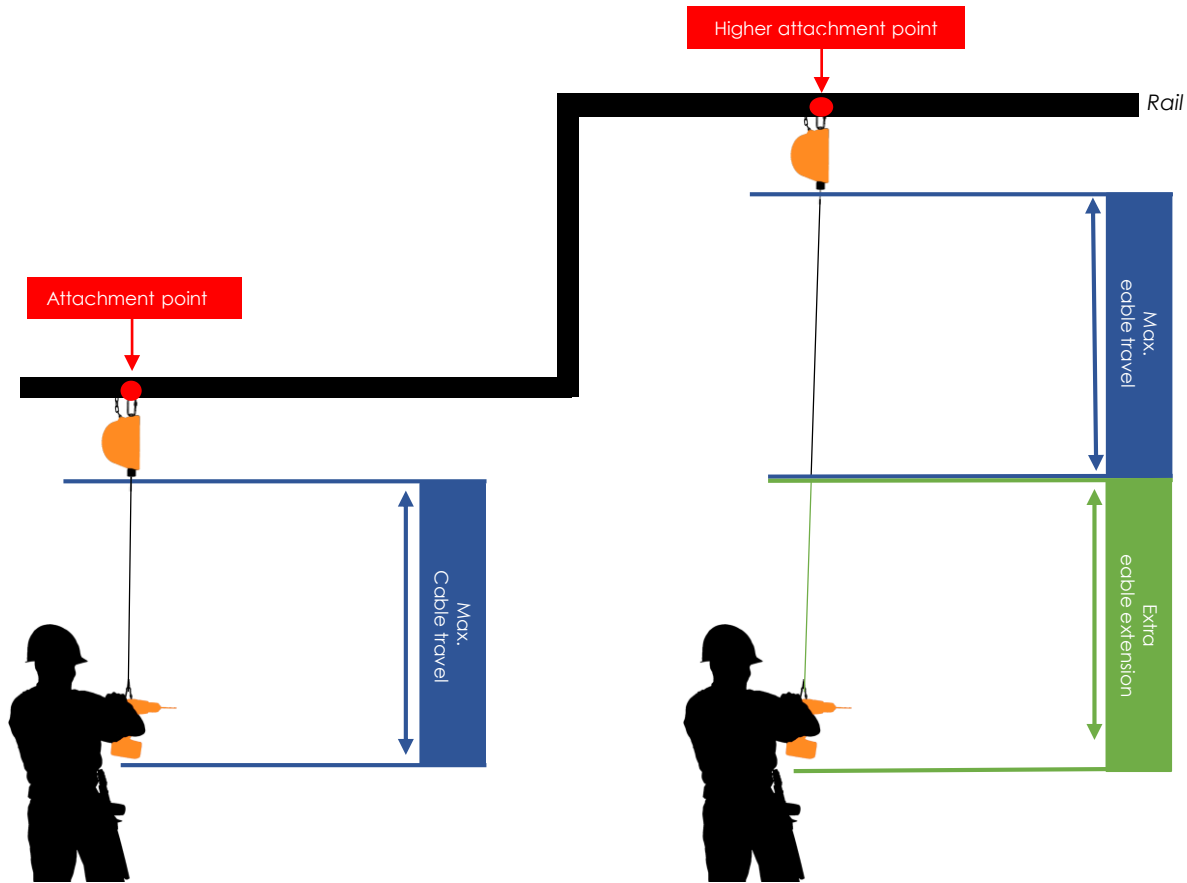 Higher attachment point
Rail
Attachment point
Max.
eable travel
Max.
Cable travel
Extra
eable extension